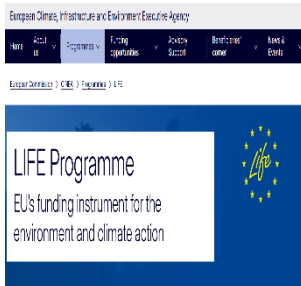 European Climate, Infrastructure and Environment Executive Agency
Home About us Programmes Funding opportunities Advisory Support Beneficiaries' corner News & Events
European Commission > CINEA > Programmes > LIFE
Life
LIFE Programme
EU's funding instrument for the
environment and climate action